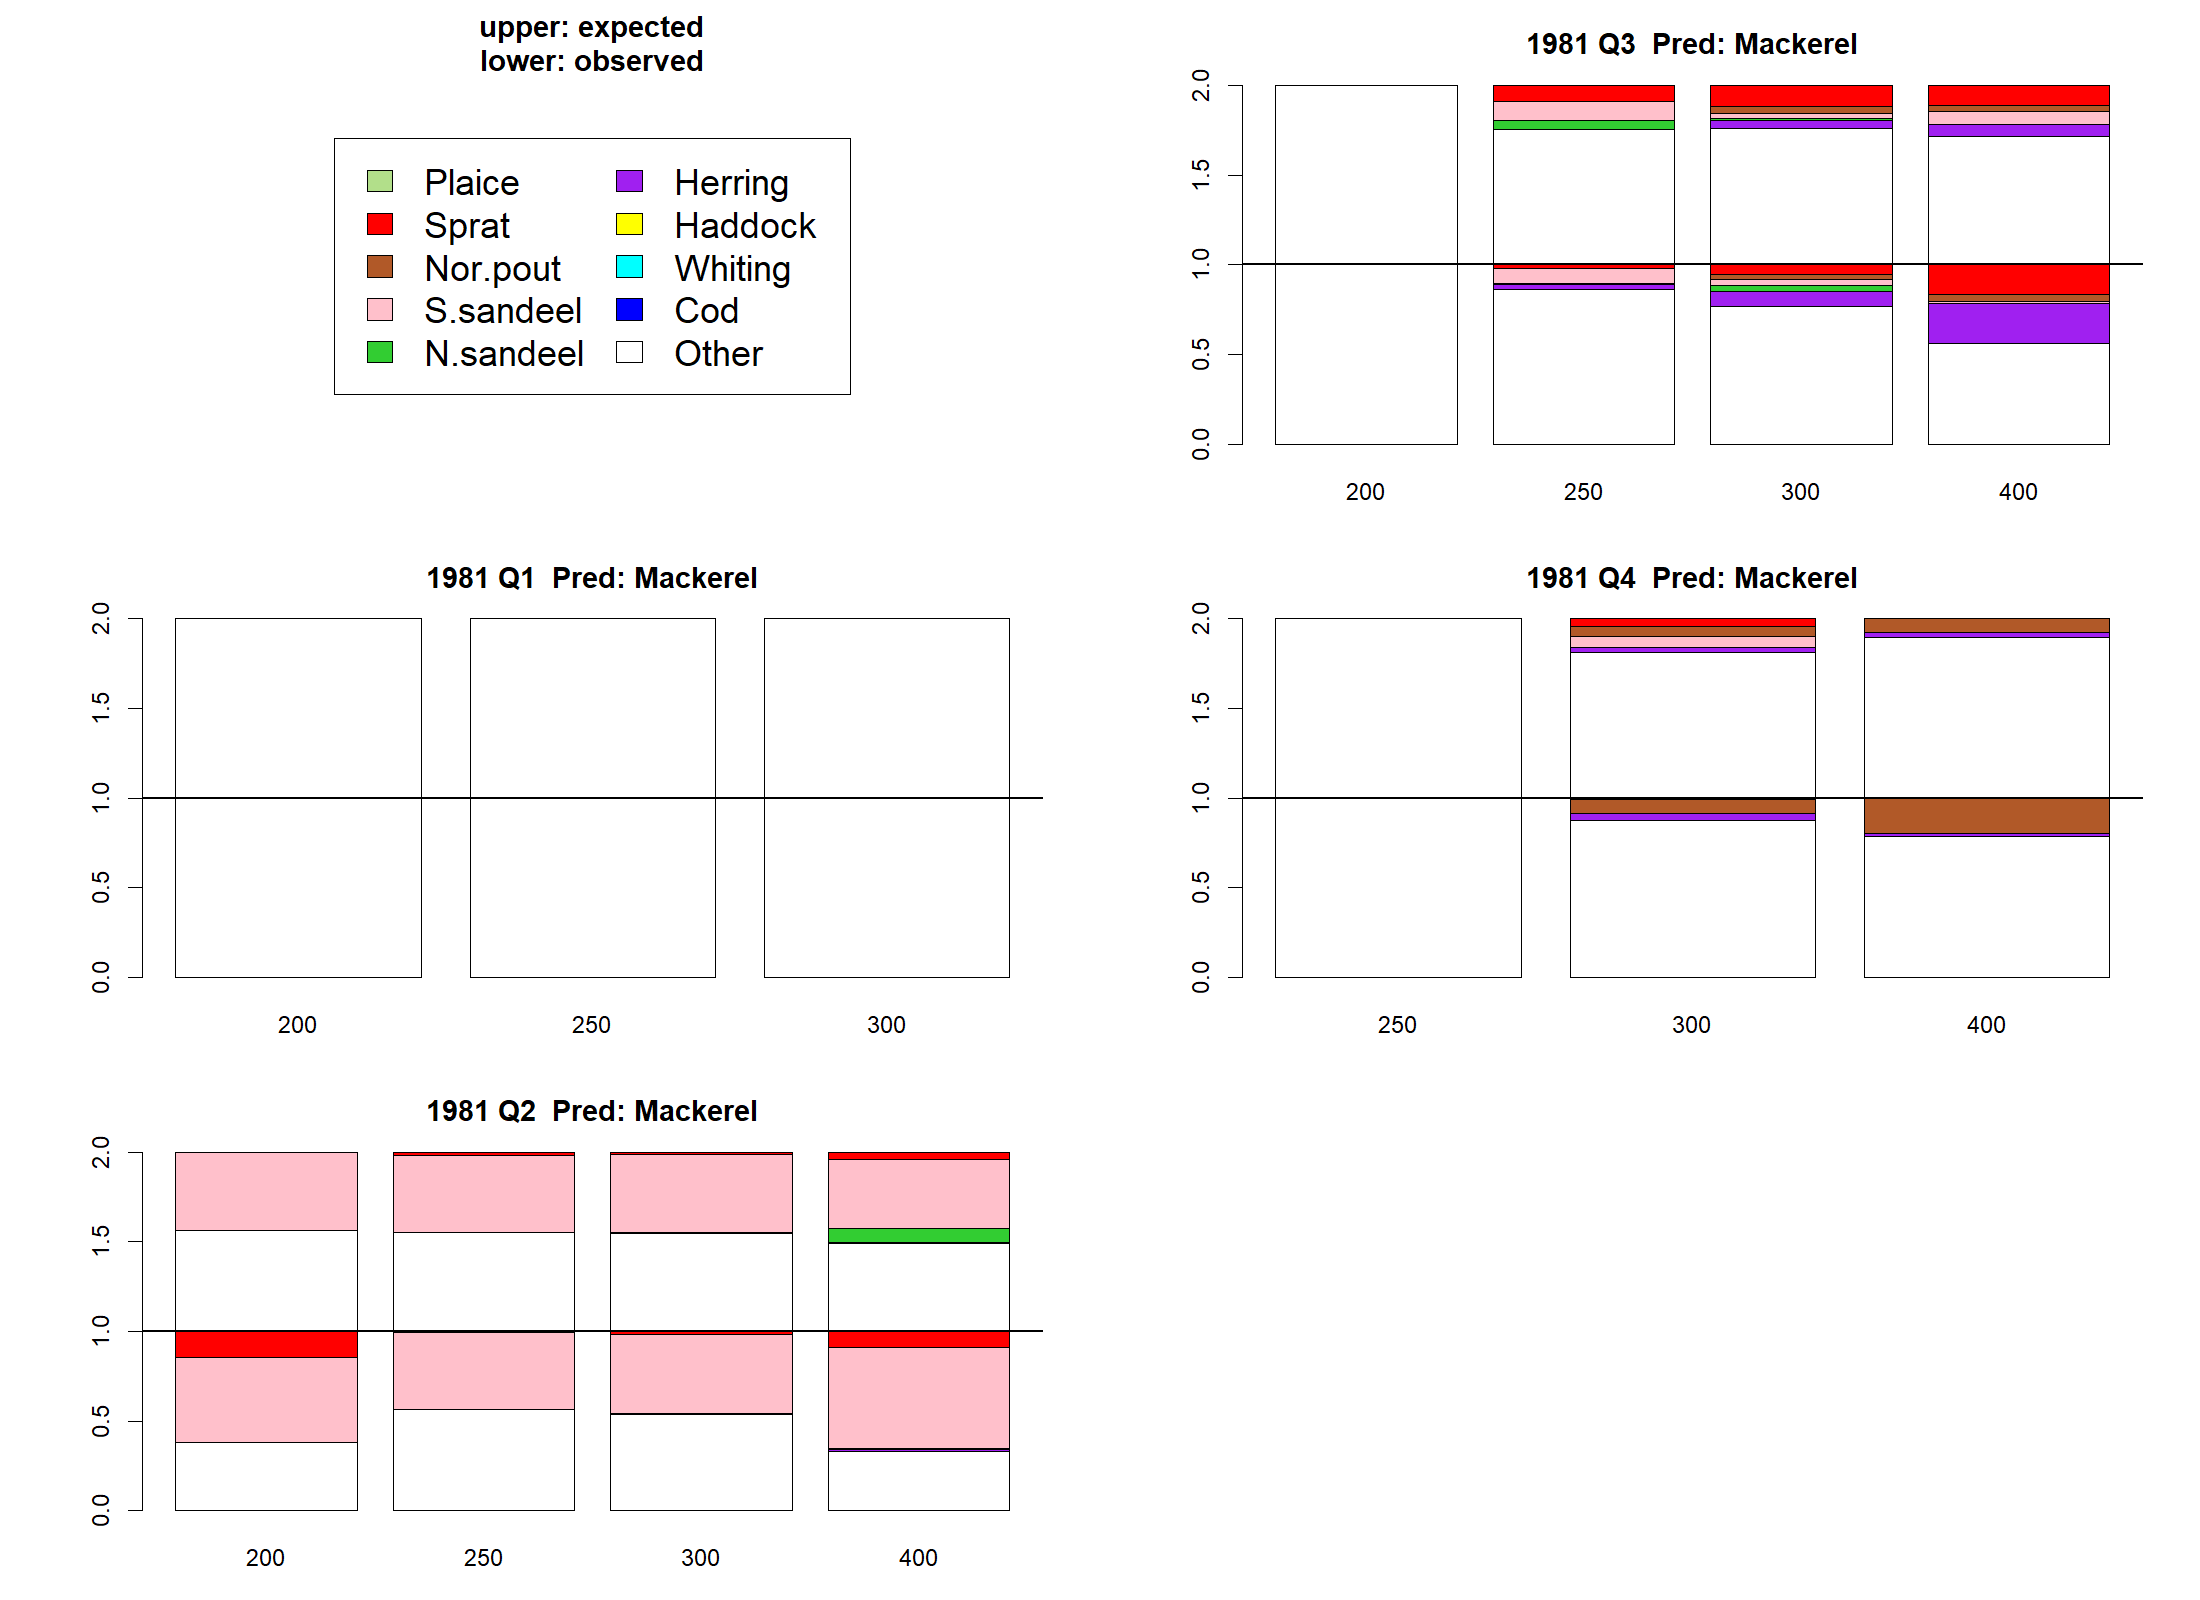 upper: expected
lower: observed
Plaice
Sprat
Nor.pout
S.sandeel
N.sandeel
Herring
Haddock
Whiting
Cod
Other
1981 Q1  Pred: Mackerel
0.0 0.5 1.0 1.5 2.0
200 250 300
1981 Q2  Pred: Mackerel
0.0 0.5 1.0 1.5 2.0
200 250 300 400
1981 Q3  Pred: Mackerel
0.0 0.5 1.0 1.5 2.0
200 250 300 400
1981 Q4  Pred: Mackerel
0.0 0.5 1.0 1.5 2.0
250 300 400